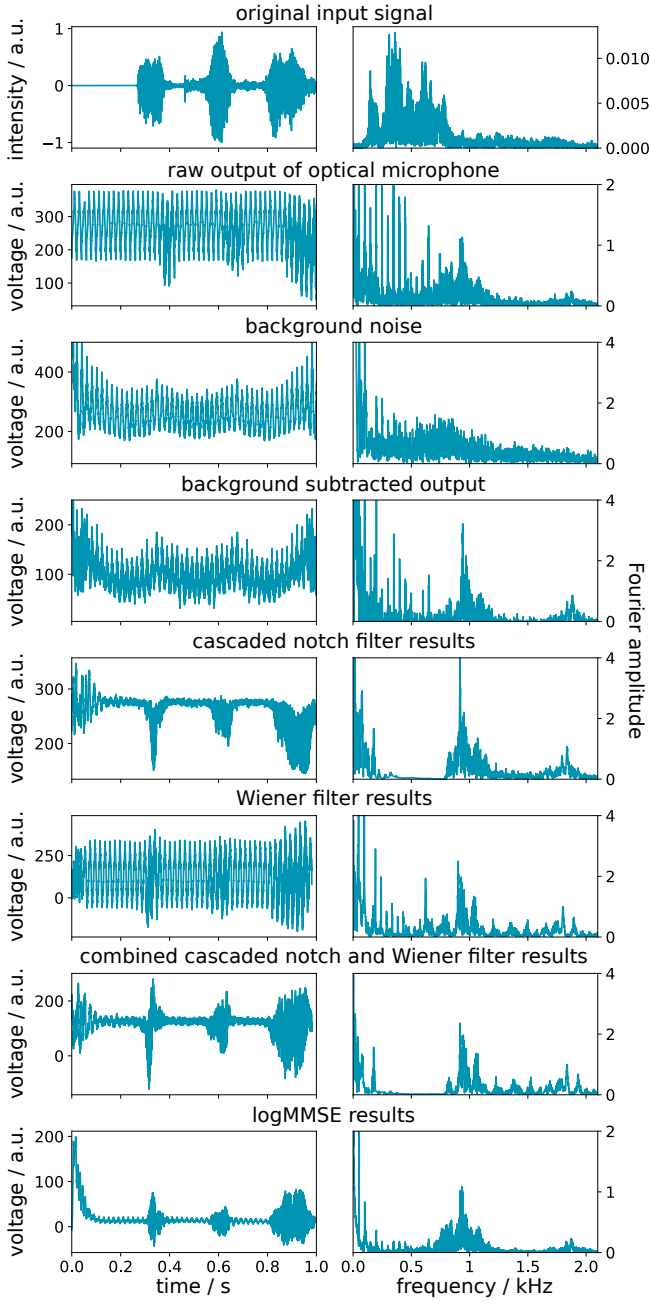 original input signal
intensity / a.u.
1
0
−1
0.010
0.005
0.000
raw output of optical microphone
voltage / a.u.
300
200
100
2
1
0
background noise
voltage / a.u.
400
200
4
2
0
background subtracted output
voltage / a.u.
200
100
4
2
0
Fourier amplitude
cascaded notch filter results
voltage / a.u.
300
200
4
2
0
Wiener filter results
voltage / a.u.
250
0
4
2
0
combined cascaded notch and Wiener filter results
voltage / a.u.
200
0
4
2
0
logMMSE results
voltage / a.u.
200
100
0
2
1
0
0.0 0.2 0.4 0.6 0.8 1.0 0.0 0.5 1.0 1.5 2.0
time / s frequency / kHz